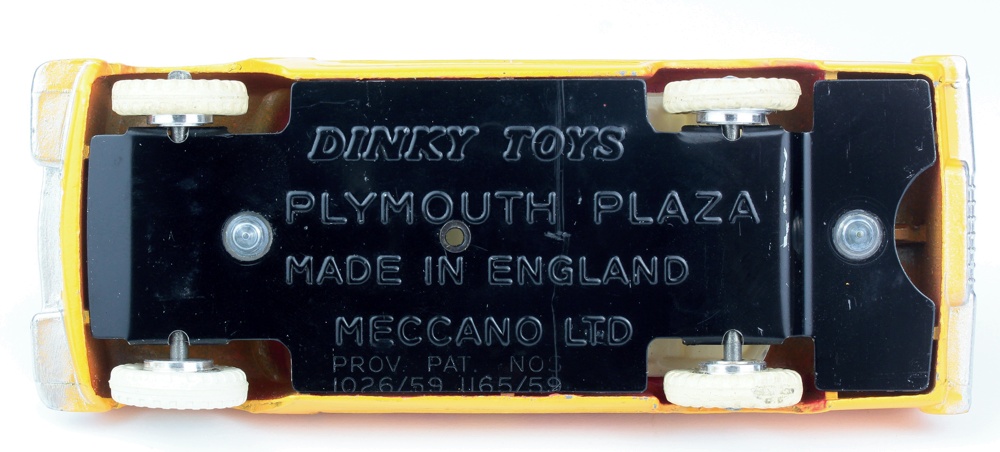 DINKY TOYS
PLYMOUTH PLAZA
MADE IN ENGLAND
MECCANO LTD
PROV. PAT. NOS
1026/59 1165/59